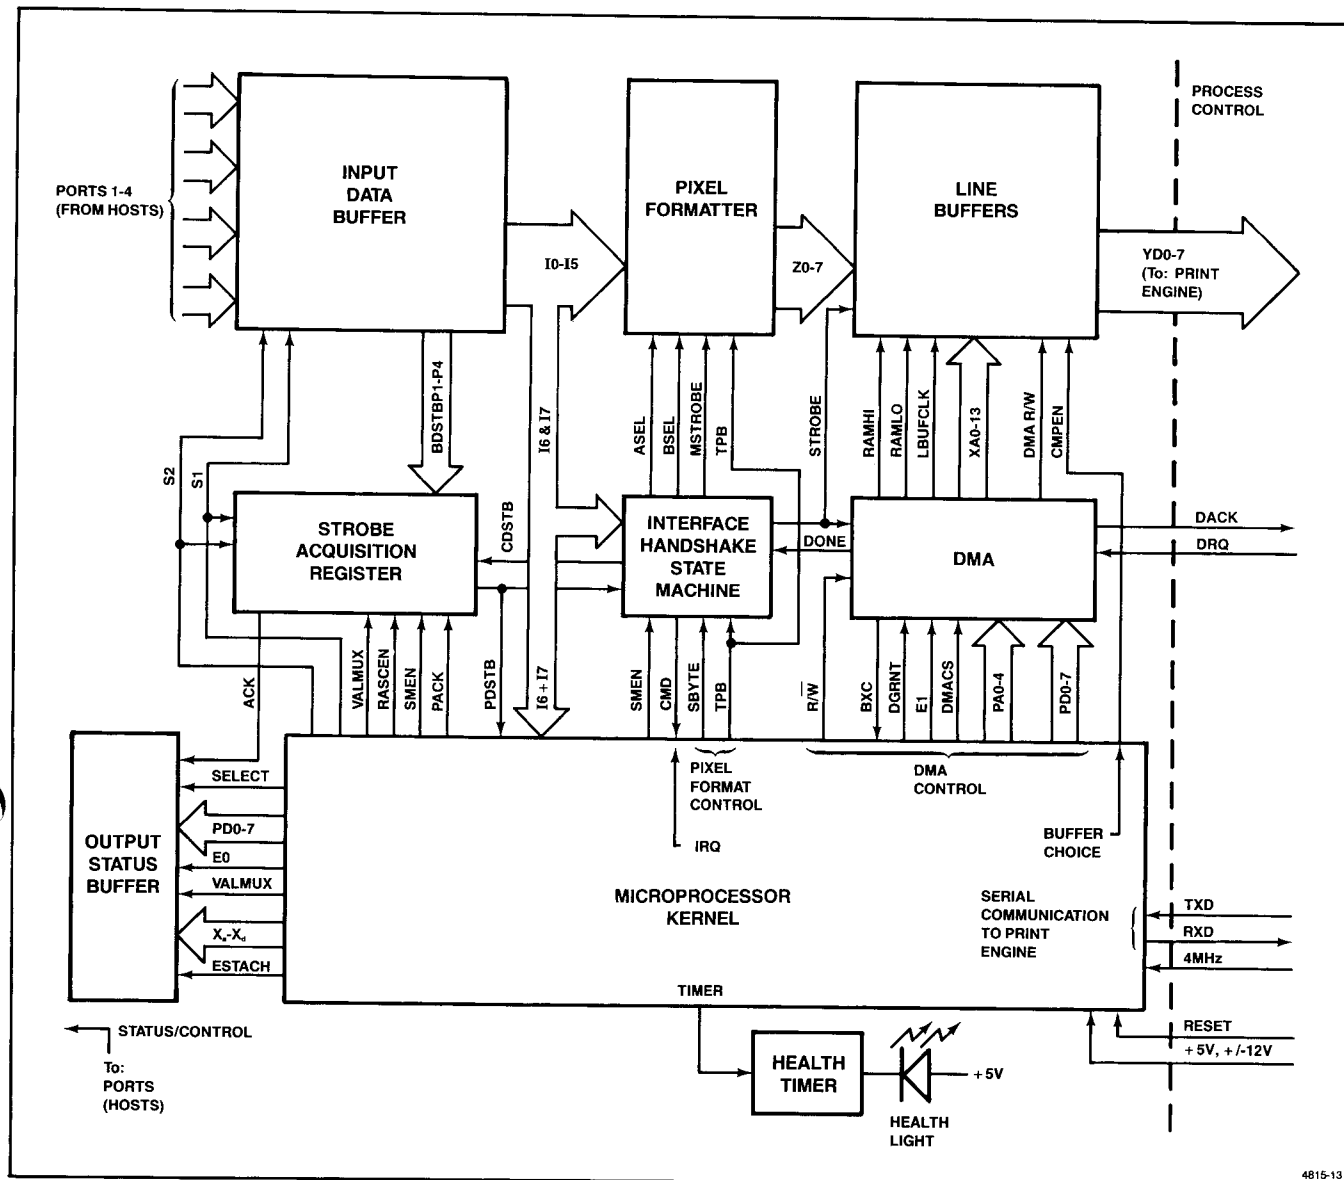 PROCESS
CONTROL
PORTS 1-4
(FROM HOSTS)
INPUT
DATA
BUFFER
PIXEL
FORMATTER
LINE
BUFFERS
I0-I5
Z0-7
YD0-7
(To: PRINT
ENGINE)
S2
S1
BDSTBP1-P4
I6 & I7
ASEL
BSEL
MSTROBE
TPB
STROBE
RAMHI
RAMLO
LBUFCLK
XA0-13
DMA R/W
CMPEN
STROBE
ACQUISITION
REGISTER
CDSTB
INTERFACE
HANDSHAKE
STATE
MACHINE
DONE
DMA
DACK
DRQ
ACK
VALMUX
RASCEN
SMEN
PACK
PDSTB
I6 + I7
SMEN
CMD
SBYTE
TPB
R/W
BXC
DGRNT
E1
DMACS
PA0-4
PD0-7
PIXEL
FORMAT
CONTROL
DMA
CONTROL
IRQ
BUFFER
CHOICE
OUTPUT
STATUS
BUFFER
SELECT
PD0-7
E0
VALMUX
Xa-Xd
ESTACH
MICROPROCESSOR
KERNEL
SERIAL
COMMUNICATION
TO PRINT
ENGINE
TXD
RXD
4MHz
TIMER
RESET
+5V, +/-12V
STATUS/CONTROL
To:
PORTS
(HOSTS)
HEALTH
TIMER
+5V
HEALTH
LIGHT
4815-13